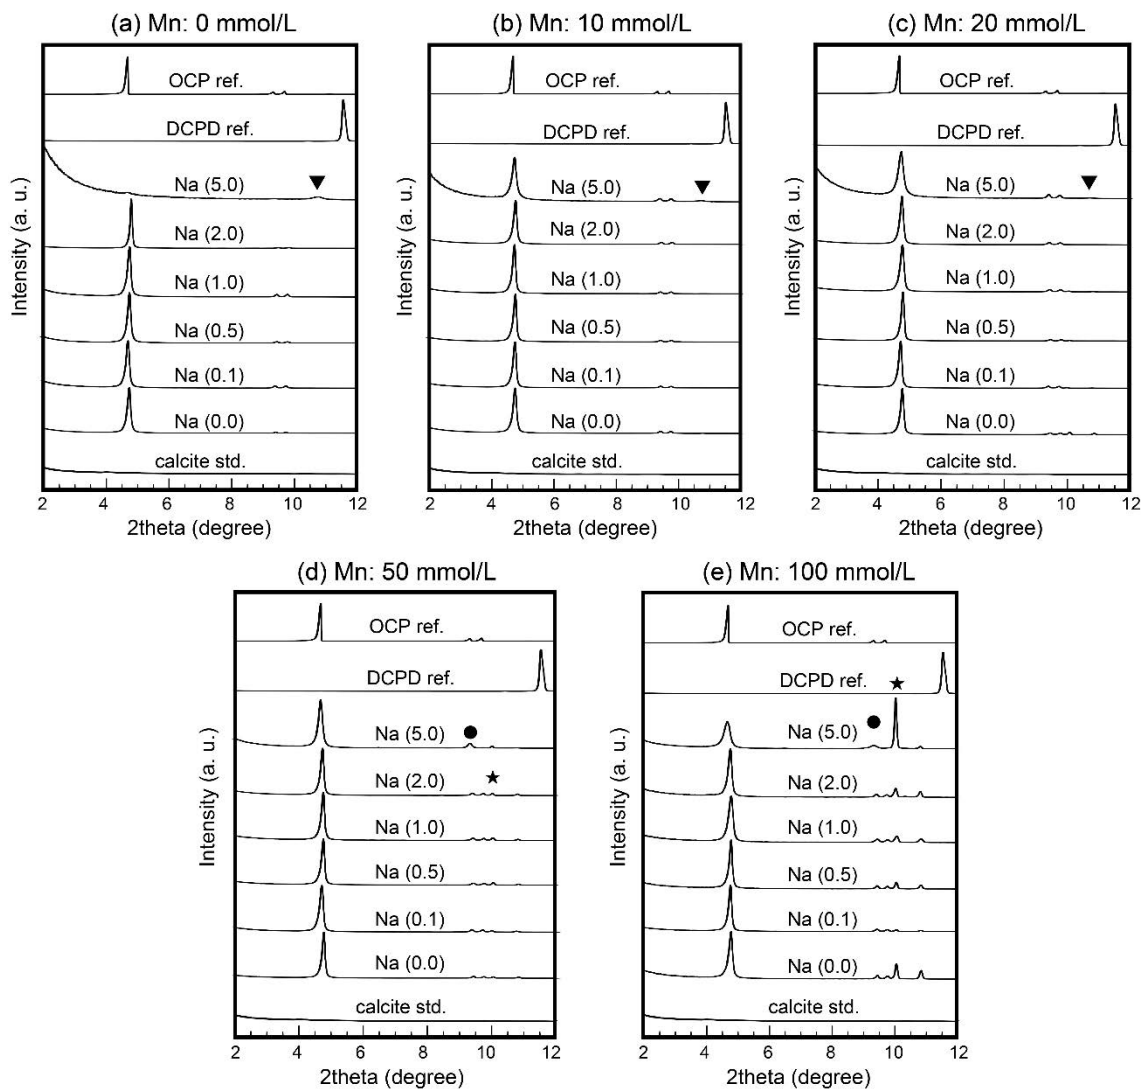 (a) Mn: 0 mmol/L
OCP ref.
DCPD ref.
Na (5.0)
Na (2.0)
Na (1.0)
Na (0.5)
Na (0.1)
Na (0.0)
calcite std.
Intensity (a. u.)
2 4 6 8 10 12
2theta (degree)
(b) Mn: 10 mmol/L
OCP ref.
DCPD ref.
Na (5.0)
Na (2.0)
Na (1.0)
Na (0.5)
Na (0.1)
Na (0.0)
calcite std.
Intensity (a. u.)
2 4 6 8 10 12
2theta (degree)
(c) Mn: 20 mmol/L
OCP ref.
DCPD ref.
Na (5.0)
Na (2.0)
Na (1.0)
Na (0.5)
Na (0.1)
Na (0.0)
calcite std.
Intensity (a. u.)
2 4 6 8 10 12
2theta (degree)
(d) Mn: 50 mmol/L
OCP ref.
DCPD ref.
Na (5.0)
Na (2.0)
Na (1.0)
Na (0.5)
Na (0.1)
Na (0.0)
calcite std.
Intensity (a. u.)
2 4 6 8 10 12
2theta (degree)
(e) Mn: 100 mmol/L
OCP ref.
DCPD ref.
Na (5.0)
Na (2.0)
Na (1.0)
Na (0.5)
Na (0.1)
Na (0.0)
calcite std.
Intensity (a. u.)
2 4 6 8 10 12
2theta (degree)